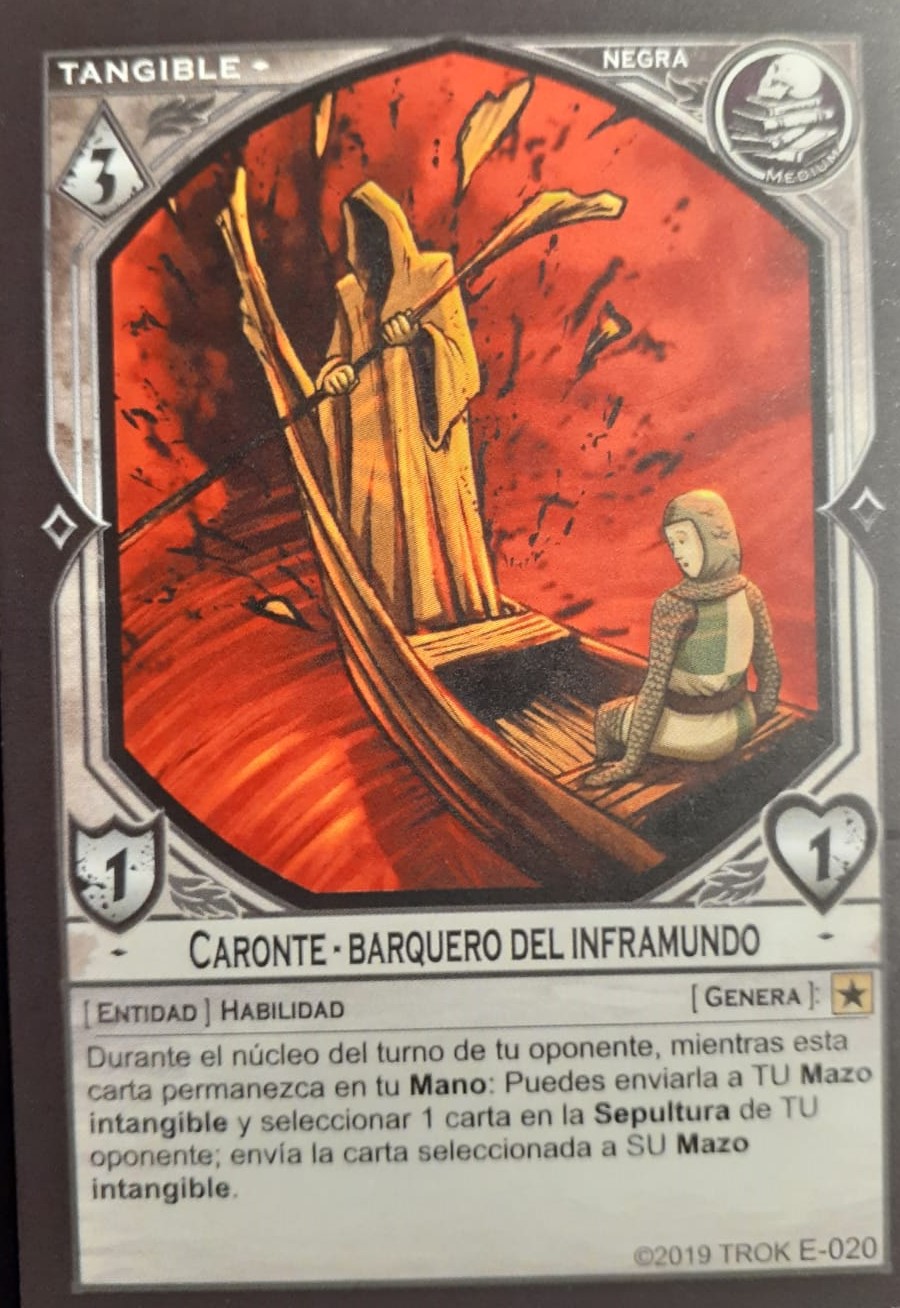 TANGIBLE
NEGRA
3
MEDIUM
1
1
CARONTE - BARQUERO DEL INFRAMUNDO
[ ENTIDAD ] HABILIDAD
[ GENERA ]: ★
Durante el núcleo del turno de tu oponente, mientras esta
carta permanezca en tu Mano: Puedes enviarla a TU Mazo
intangible y seleccionar 1 carta en la Sepultura de TU
oponente; envía la carta seleccionada a SU Mazo
intangible.
©2019 TROK E-020